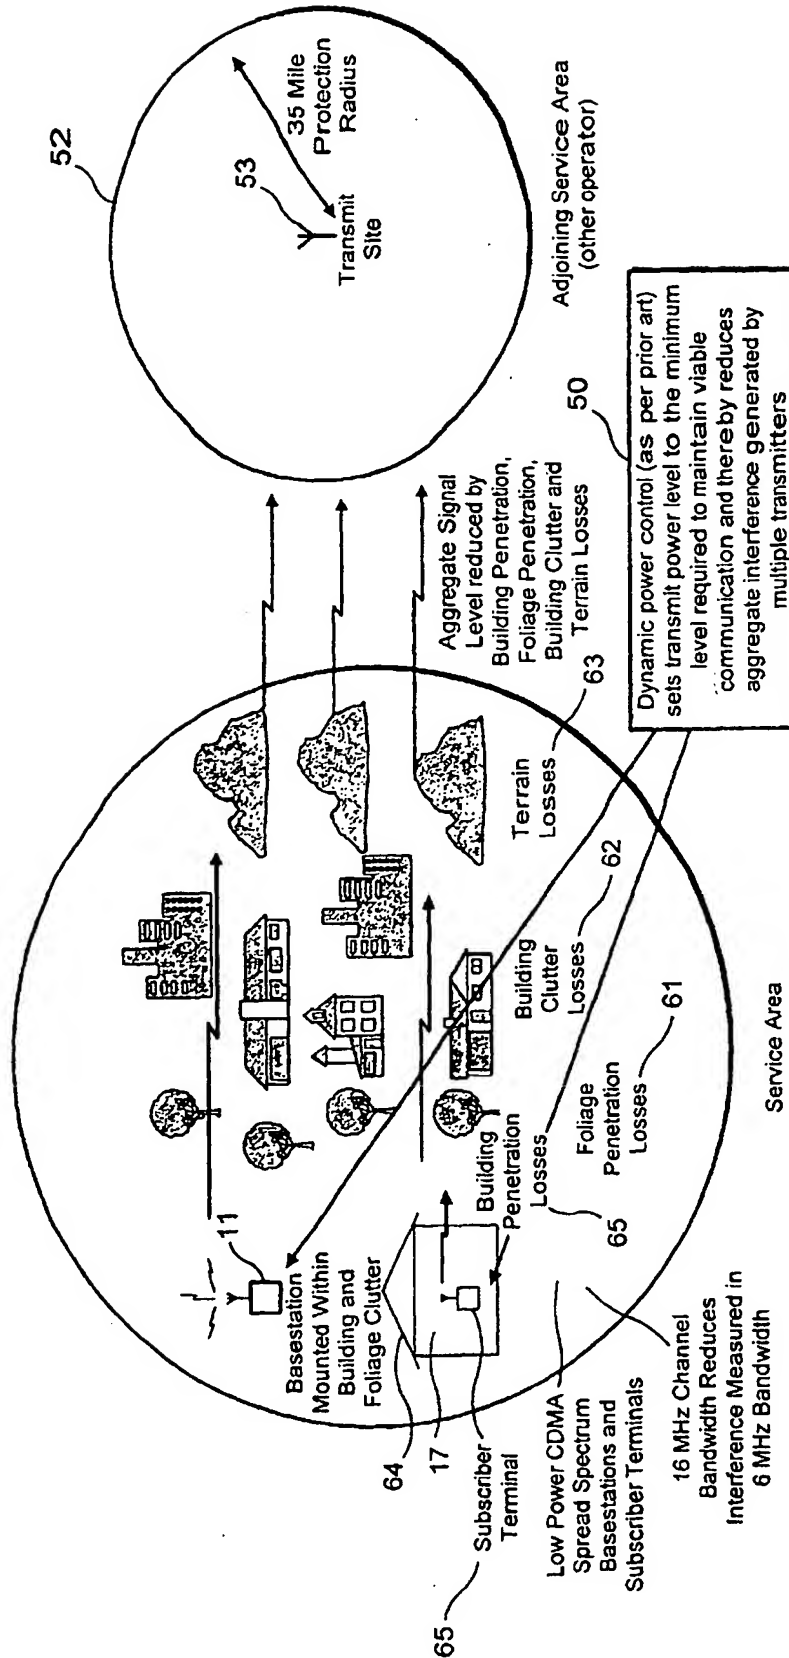 52
53
35 Mile
Protection
Radius
Transmit
Site
Adjoining Service Area
(other operator)
Aggregate Signal
Level reduced by
Building Penetration,
Foliage Penetration,
Building Clutter and
Terrain Losses
50
Dynamic power control (as per prior art)
sets transmit power level to the minimum
level required to maintain viable
communication and thereby reduces
aggregate interference generated by
multiple transmitters
Terrain
Losses
63
Building
Clutter
Losses
62
Foliage
Penetration
Losses
61
Building
Penetration
Losses
65
11
Basestation
Mounted Within
Building and
Foliage Clutter
64
17
65
Subscriber
Terminal
Low Power CDMA
Spread Spectrum
Basestations and
Subscriber Terminals
16 MHz Channel
Bandwidth Reduces
Interference Measured in
6 MHz Bandwidth
Service Area